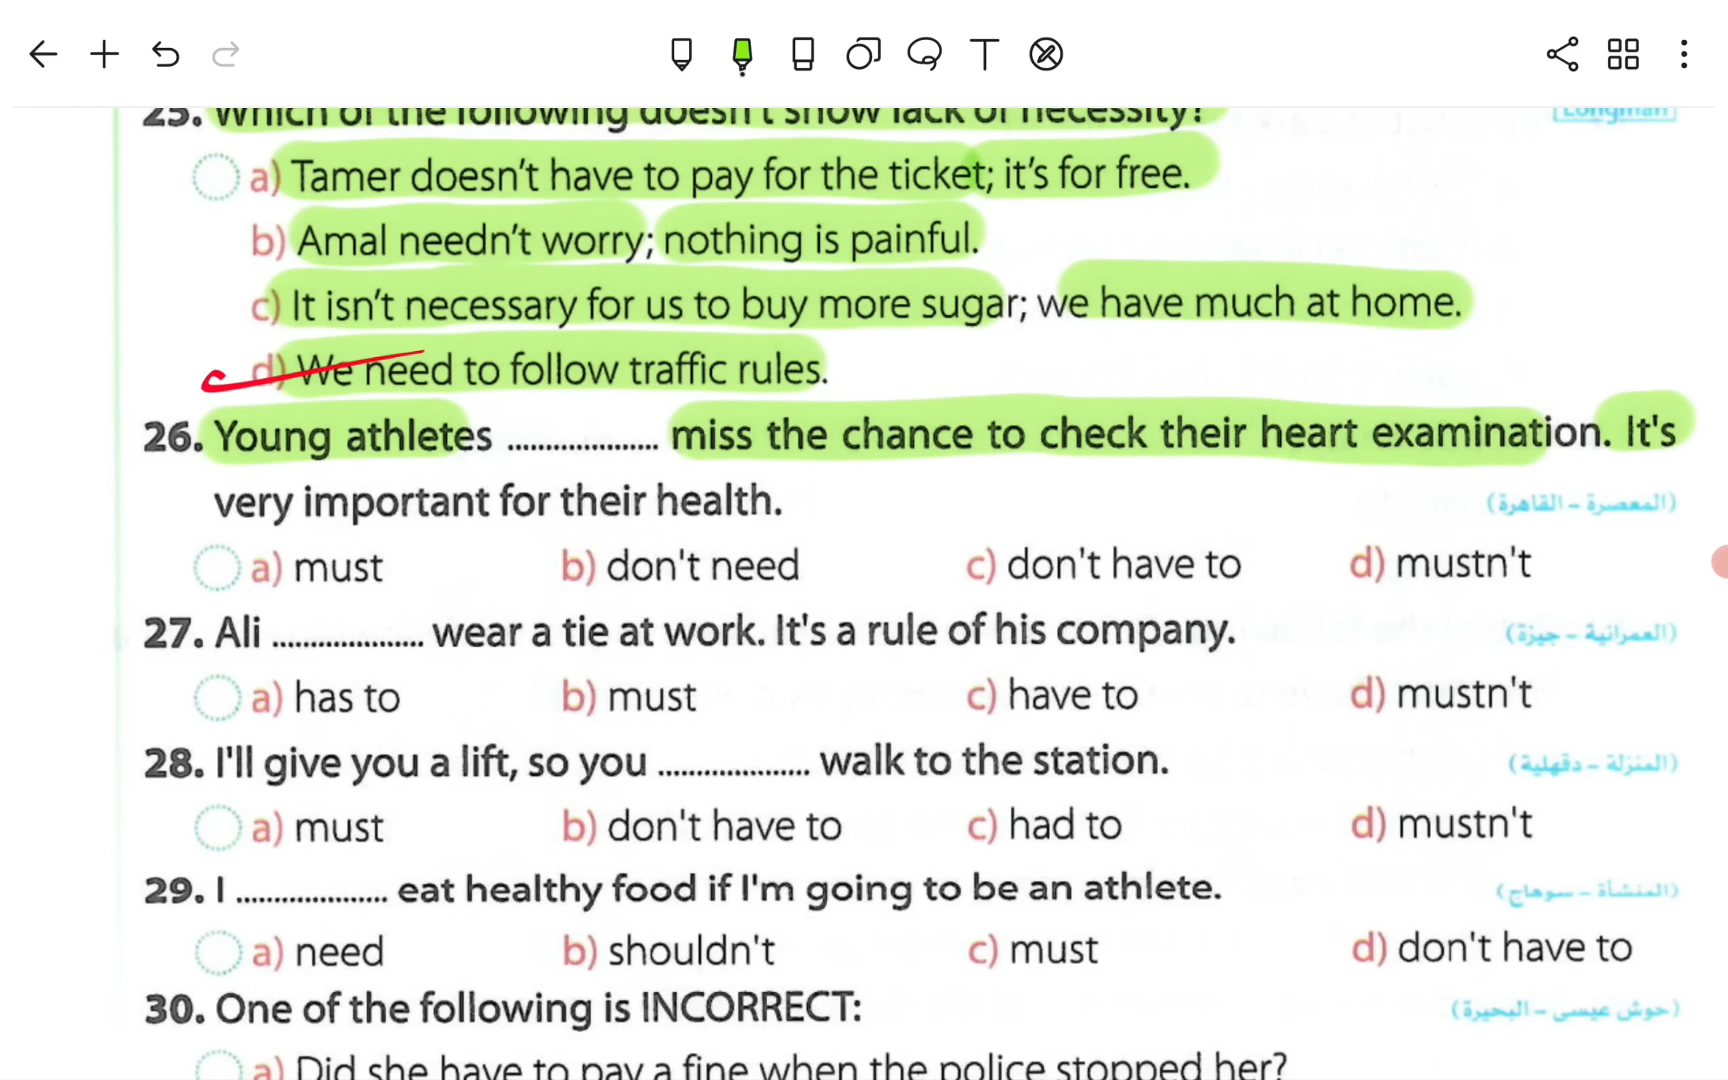 25. Which of the following doesn't show lack of necessity? Longman
a) Tamer doesn't have to pay for the ticket; it's for free.
b) Amal needn't worry; nothing is painful.
c) It isn't necessary for us to buy more sugar; we have much at home.
d) We need to follow traffic rules.
26. Young athletes .................... miss the chance to check their heart examination. It's
very important for their health. (المعصرة - القاهرة)
a) must b) don't need c) don't have to d) mustn't
27. Ali .................... wear a tie at work. It's a rule of his company. (العمرانية - جيزة)
a) has to b) must c) have to d) mustn't
28. I'll give you a lift, so you .................... walk to the station. (المنزلة - دقهلية)
a) must b) don't have to c) had to d) mustn't
29. I .................... eat healthy food if I'm going to be an athlete. (المنشأة - سوهاج)
a) need b) shouldn't c) must d) don't have to
30. One of the following is INCORRECT: (حوش عيسى - البحيرة)
a) Did she have to pay a fine when the police stopped her?